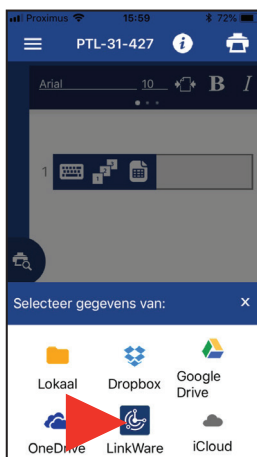 Proximus 15:59 72%
PTL-31-427 i
Arial 10 B I
1
Selecteer gegevens van: x
Lokaal Dropbox Google Drive
OneDrive LinkWare iCloud